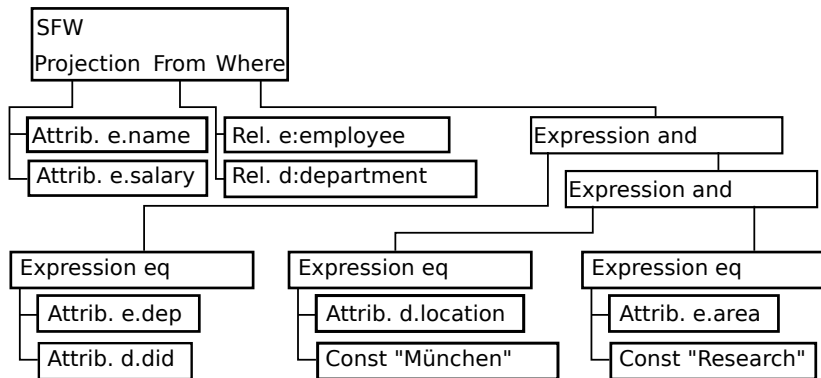 SFW
Projection From Where
Attrib. e.name
Rel. e:employee
Expression and
Attrib. e.salary
Rel. d:department
Expression and
Expression eq
Expression eq
Expression eq
Attrib. e.dep
Attrib. d.location
Attrib. e.area
Attrib. d.did
Const "München"
Const "Research"